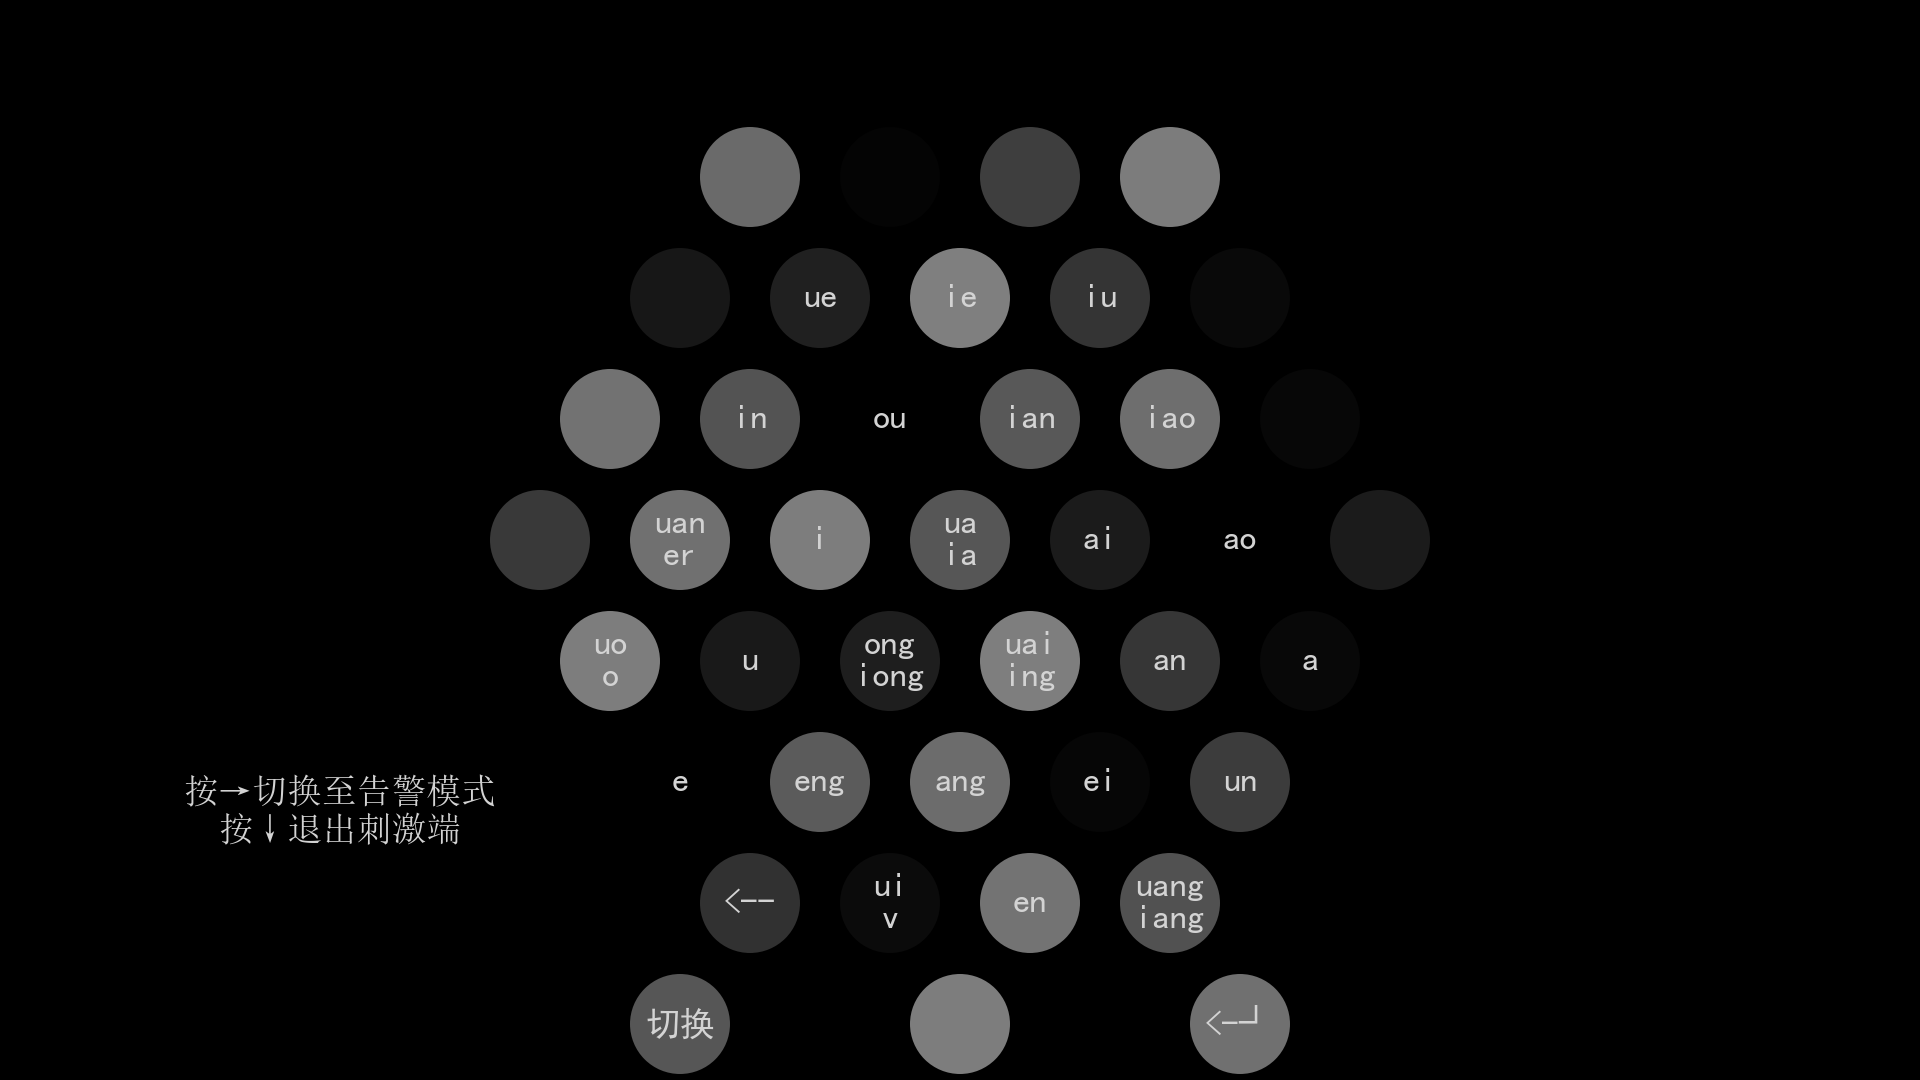 ue
ie
iu
in
ou
ian
iao
uan
er
i
ua
ia
ai
ao
uo
o
u
ong
iong
uai
ing
an
a
e
eng
ang
ei
un
按→切换至告警模式
按↓退出刺激端
<--
ui
v
en
uang
iang
切换
<-┘